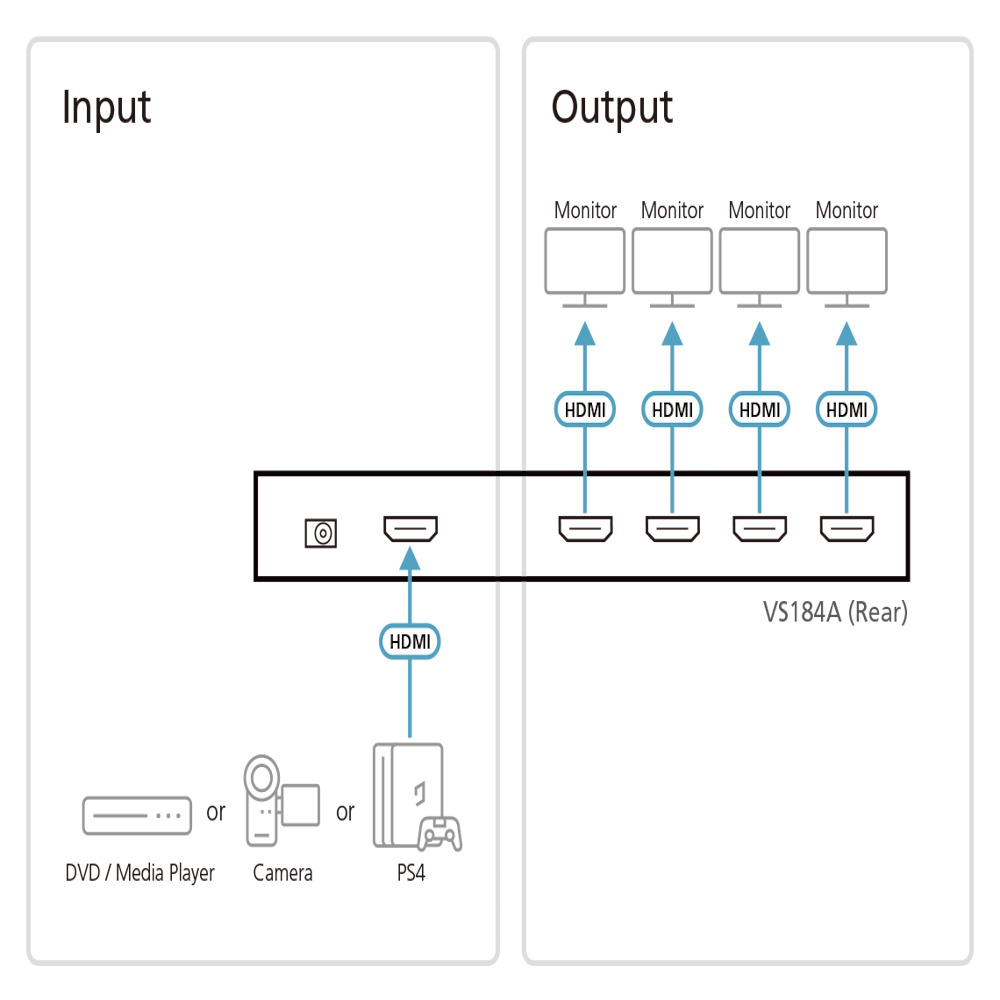 Input
Output
Monitor Monitor Monitor Monitor
HDMI HDMI HDMI HDMI
VS184A (Rear)
HDMI
or or
DVD / Media Player Camera PS4